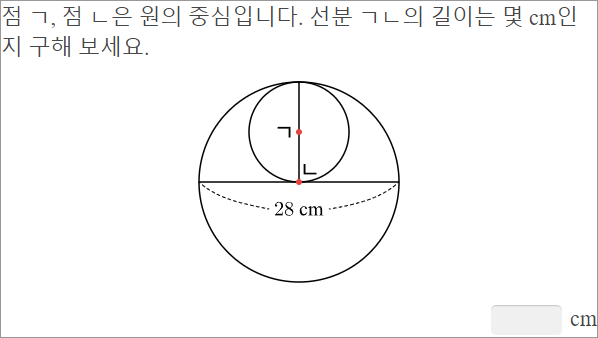 점 ㄱ, 점 ㄴ은 원의 중심입니다. 선분 ㄱㄴ의 길이는 몇 cm인
지 구해 보세요.
ㄱ
ㄴ
28 cm
cm